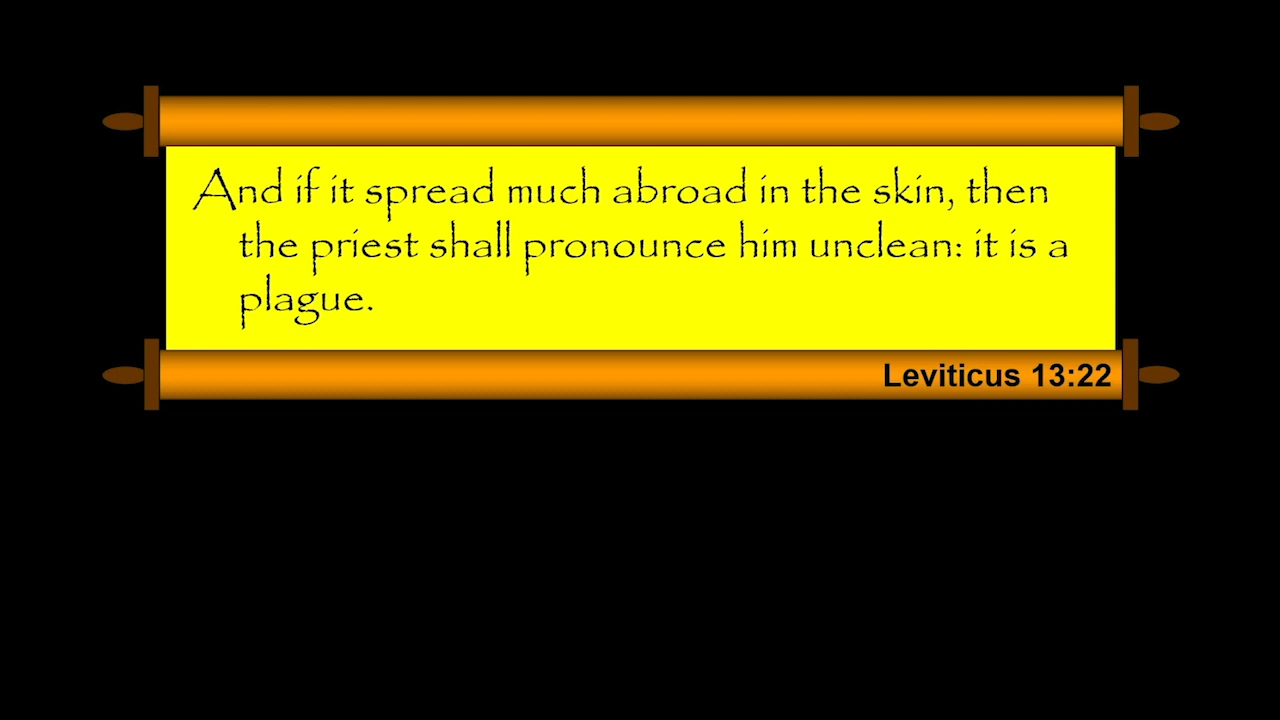 And if it spread much abroad in the skin, then
the priest shall pronounce him unclean: it is a
plague.
Leviticus 13:22